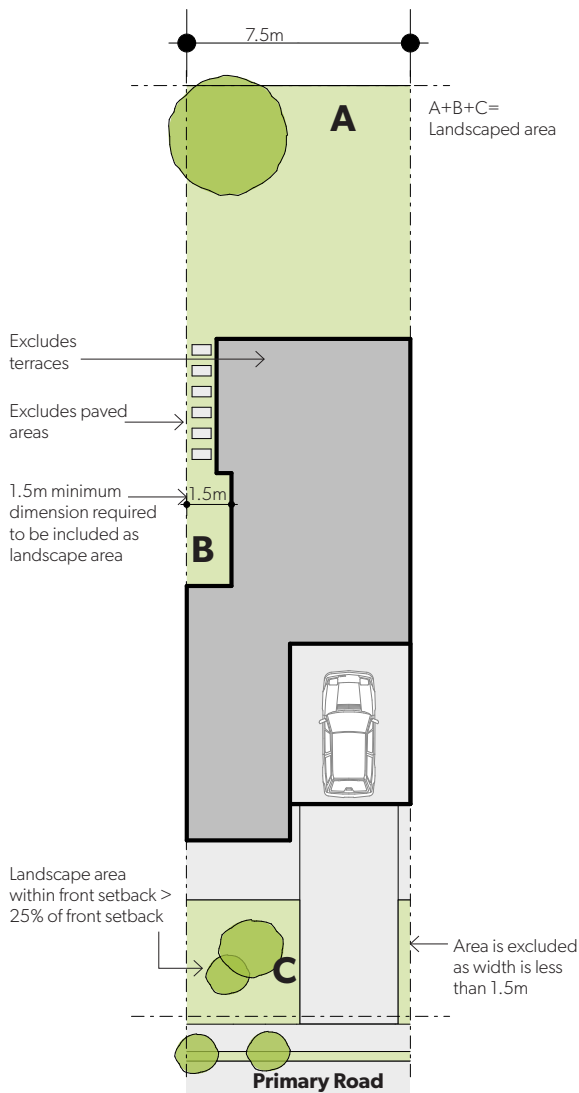 7.5m
A
A+B+C=
Landscaped area
Excludes
terraces
Excludes paved
areas
1.5m minimum
dimension required
to be included as
landscape area
1.5m
B
Landscape area
within front setback >
25% of front setback
C
Area is excluded
as width is less
than 1.5m
Primary Road